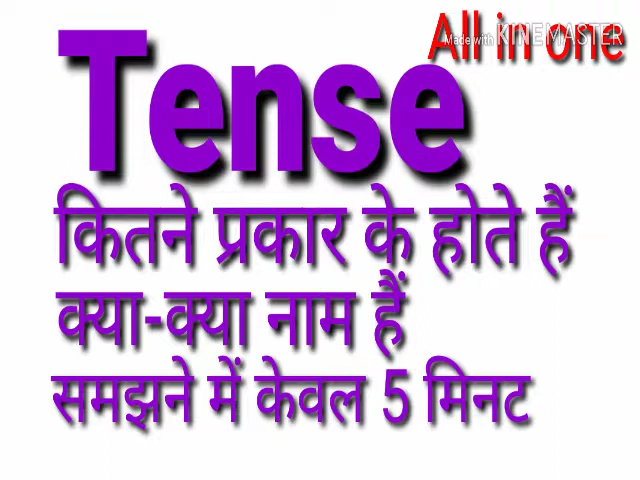 All in one
Made with KINEMASTER
Tense
कितने प्रकार के होते हैं
क्या-क्या नाम हैं
समझने में केवल 5 मिनट